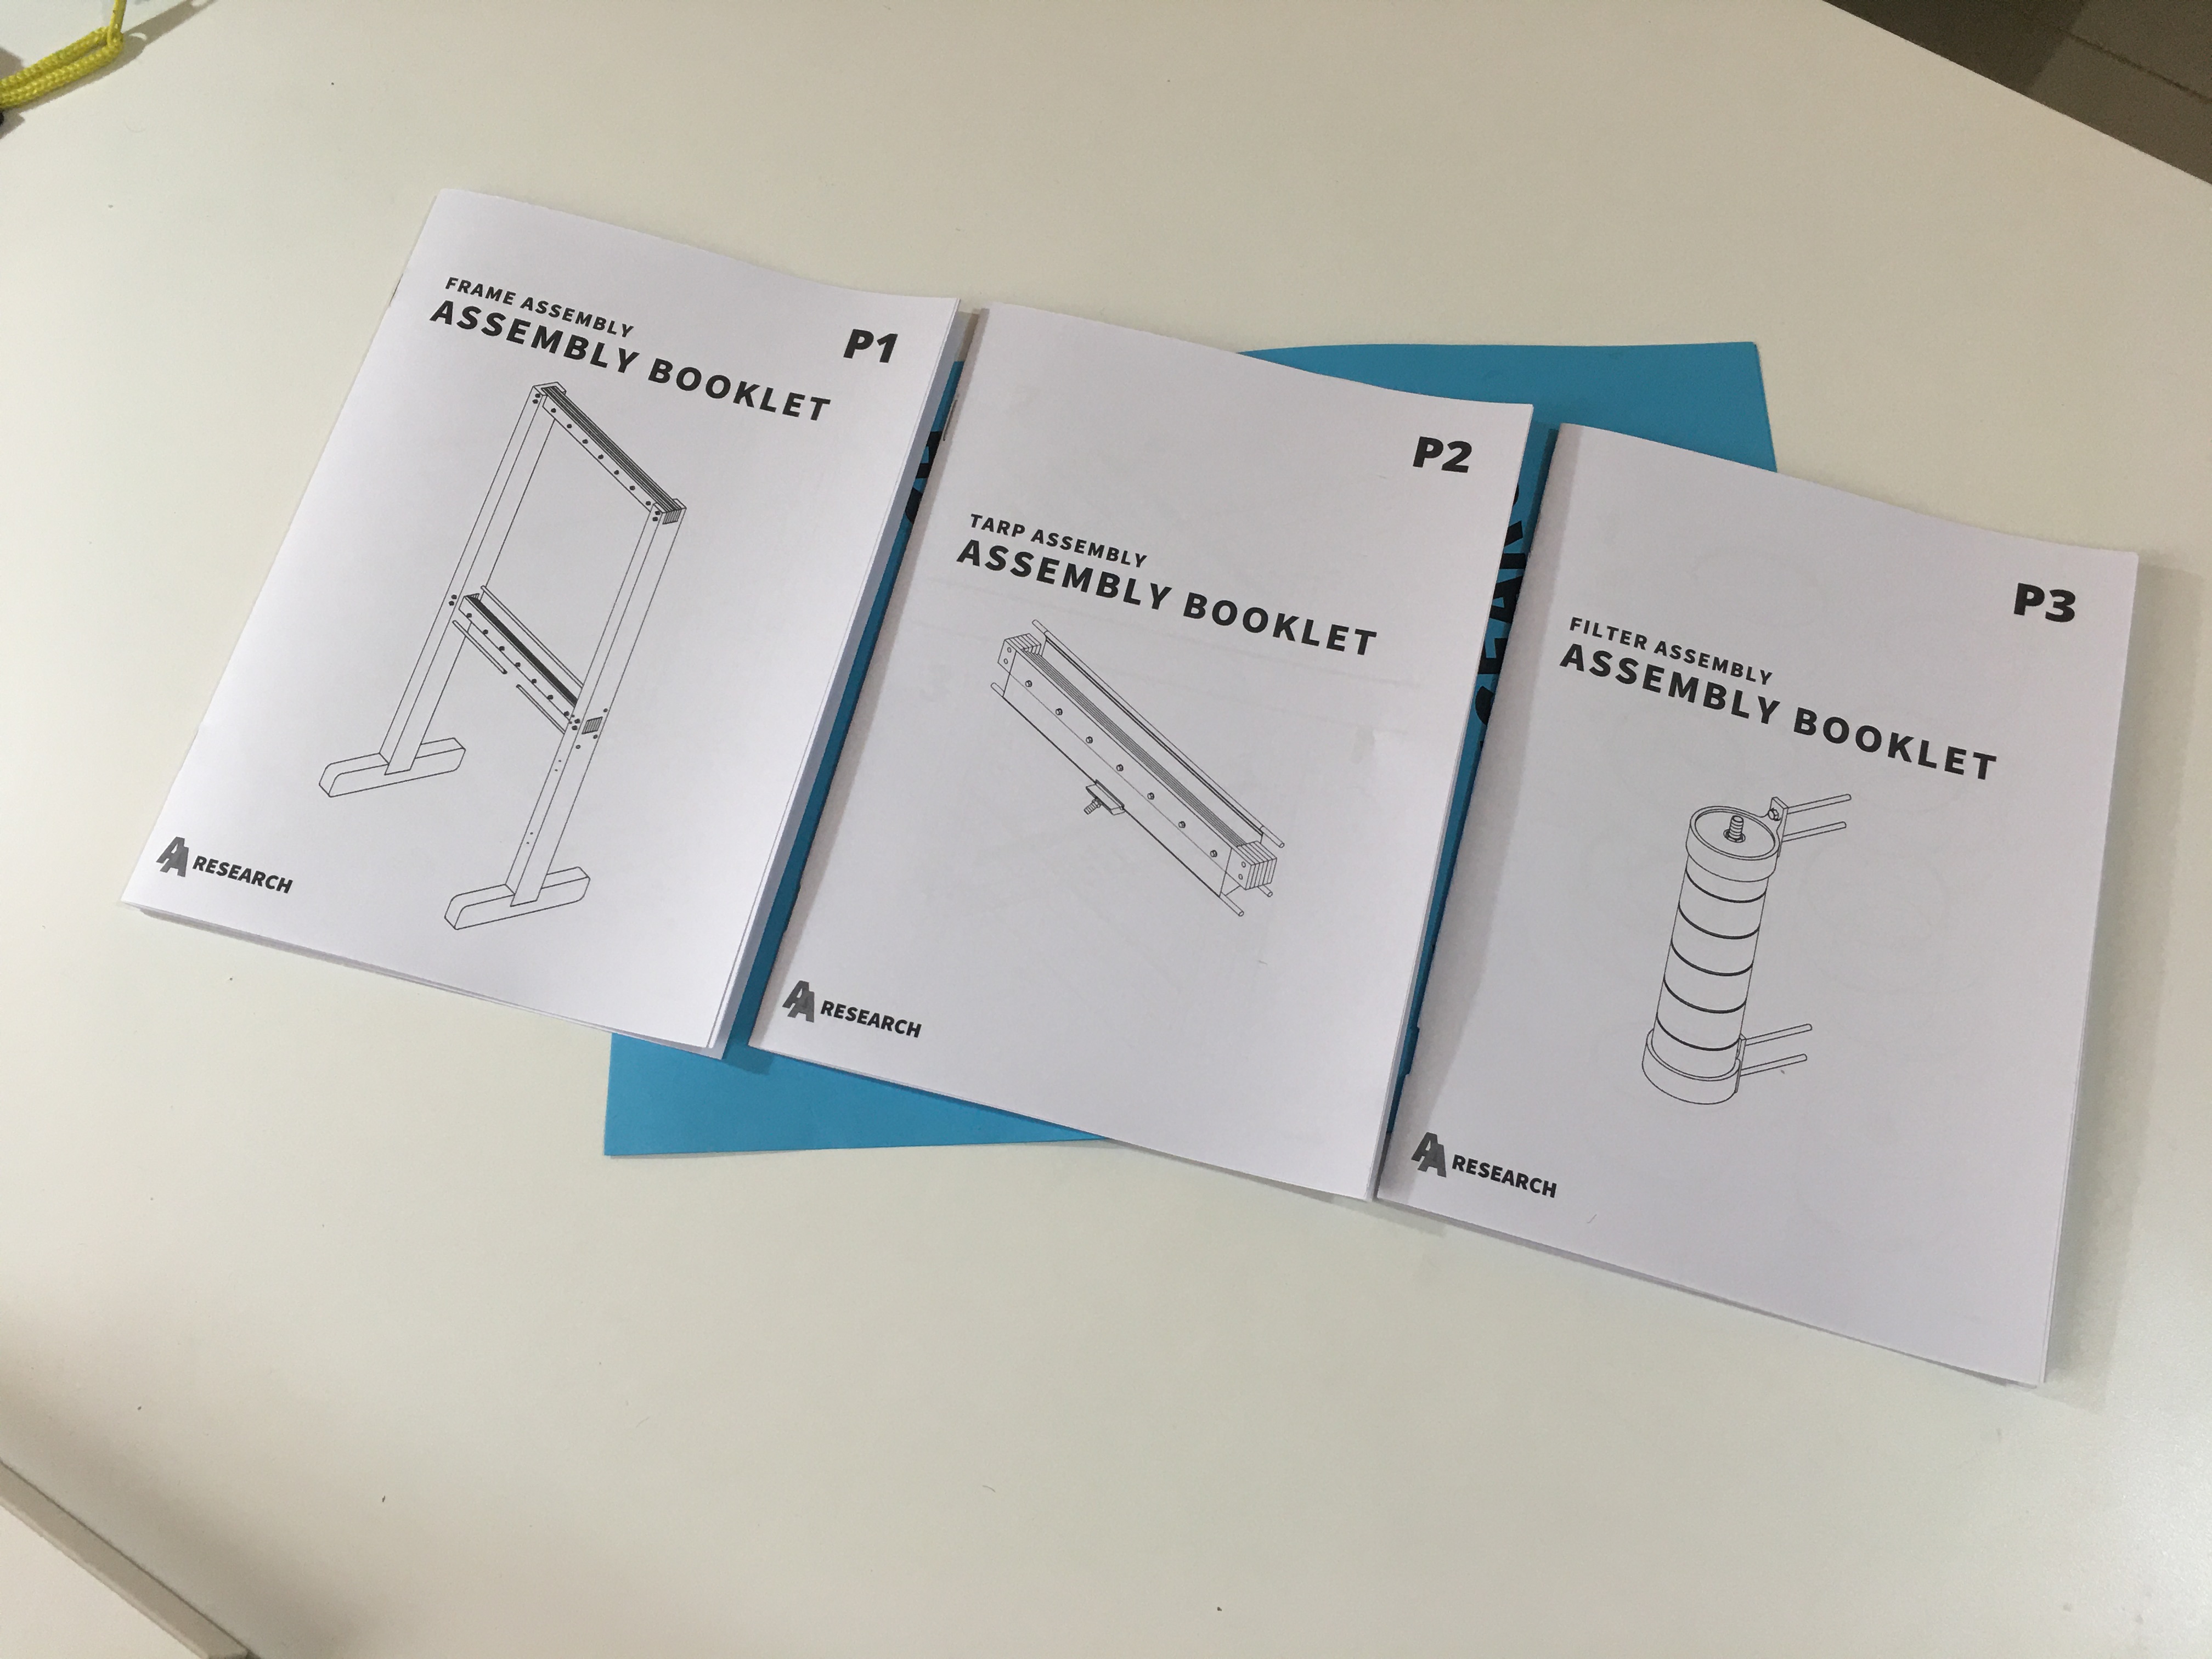 FRAME ASSEMBLY
ASSEMBLY BOOKLET
P1
AA RESEARCH
P2
TARP ASSEMBLY
ASSEMBLY BOOKLET
AA RESEARCH
P3
FILTER ASSEMBLY
ASSEMBLY BOOKLET
AA RESEARCH